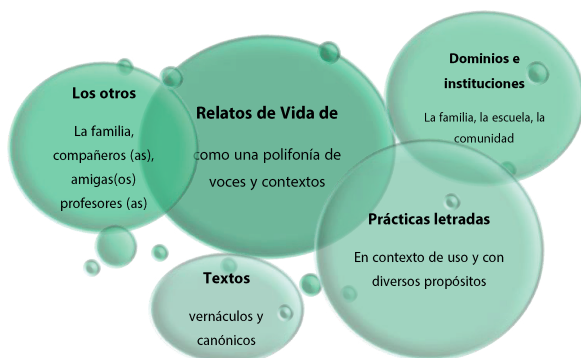 Los otros
La familia,
compañeros (as),
amigas(os)
profesores (as)
Relatos de Vida de
como una polifonía de
voces y contextos
Dominios e
instituciones
La familia, la escuela, la
comunidad
Prácticas letradas
En contexto de uso y con
diversos propósitos
Textos
vernáculos y
canónicos